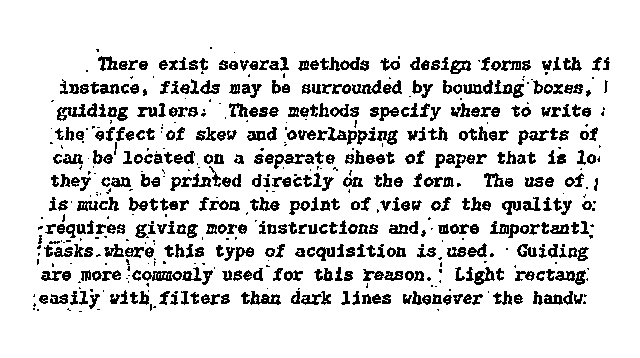 There exist several methods to design forms with fi
instance, fields may be surrounded by bounding boxes,
guiding rulers. These methods specify where to write
the effect of skew and overlapping with other parts of
can be located on a separate sheet of paper that is lo
they can be printed directly on the form. The use of
is much better from the point of view of the quality o
requires giving more instructions and, more importantly
tasks where this type of acquisition is used. Guiding
are more commonly used for this reason. Light rectang
easily with filters than dark lines whenever the handw